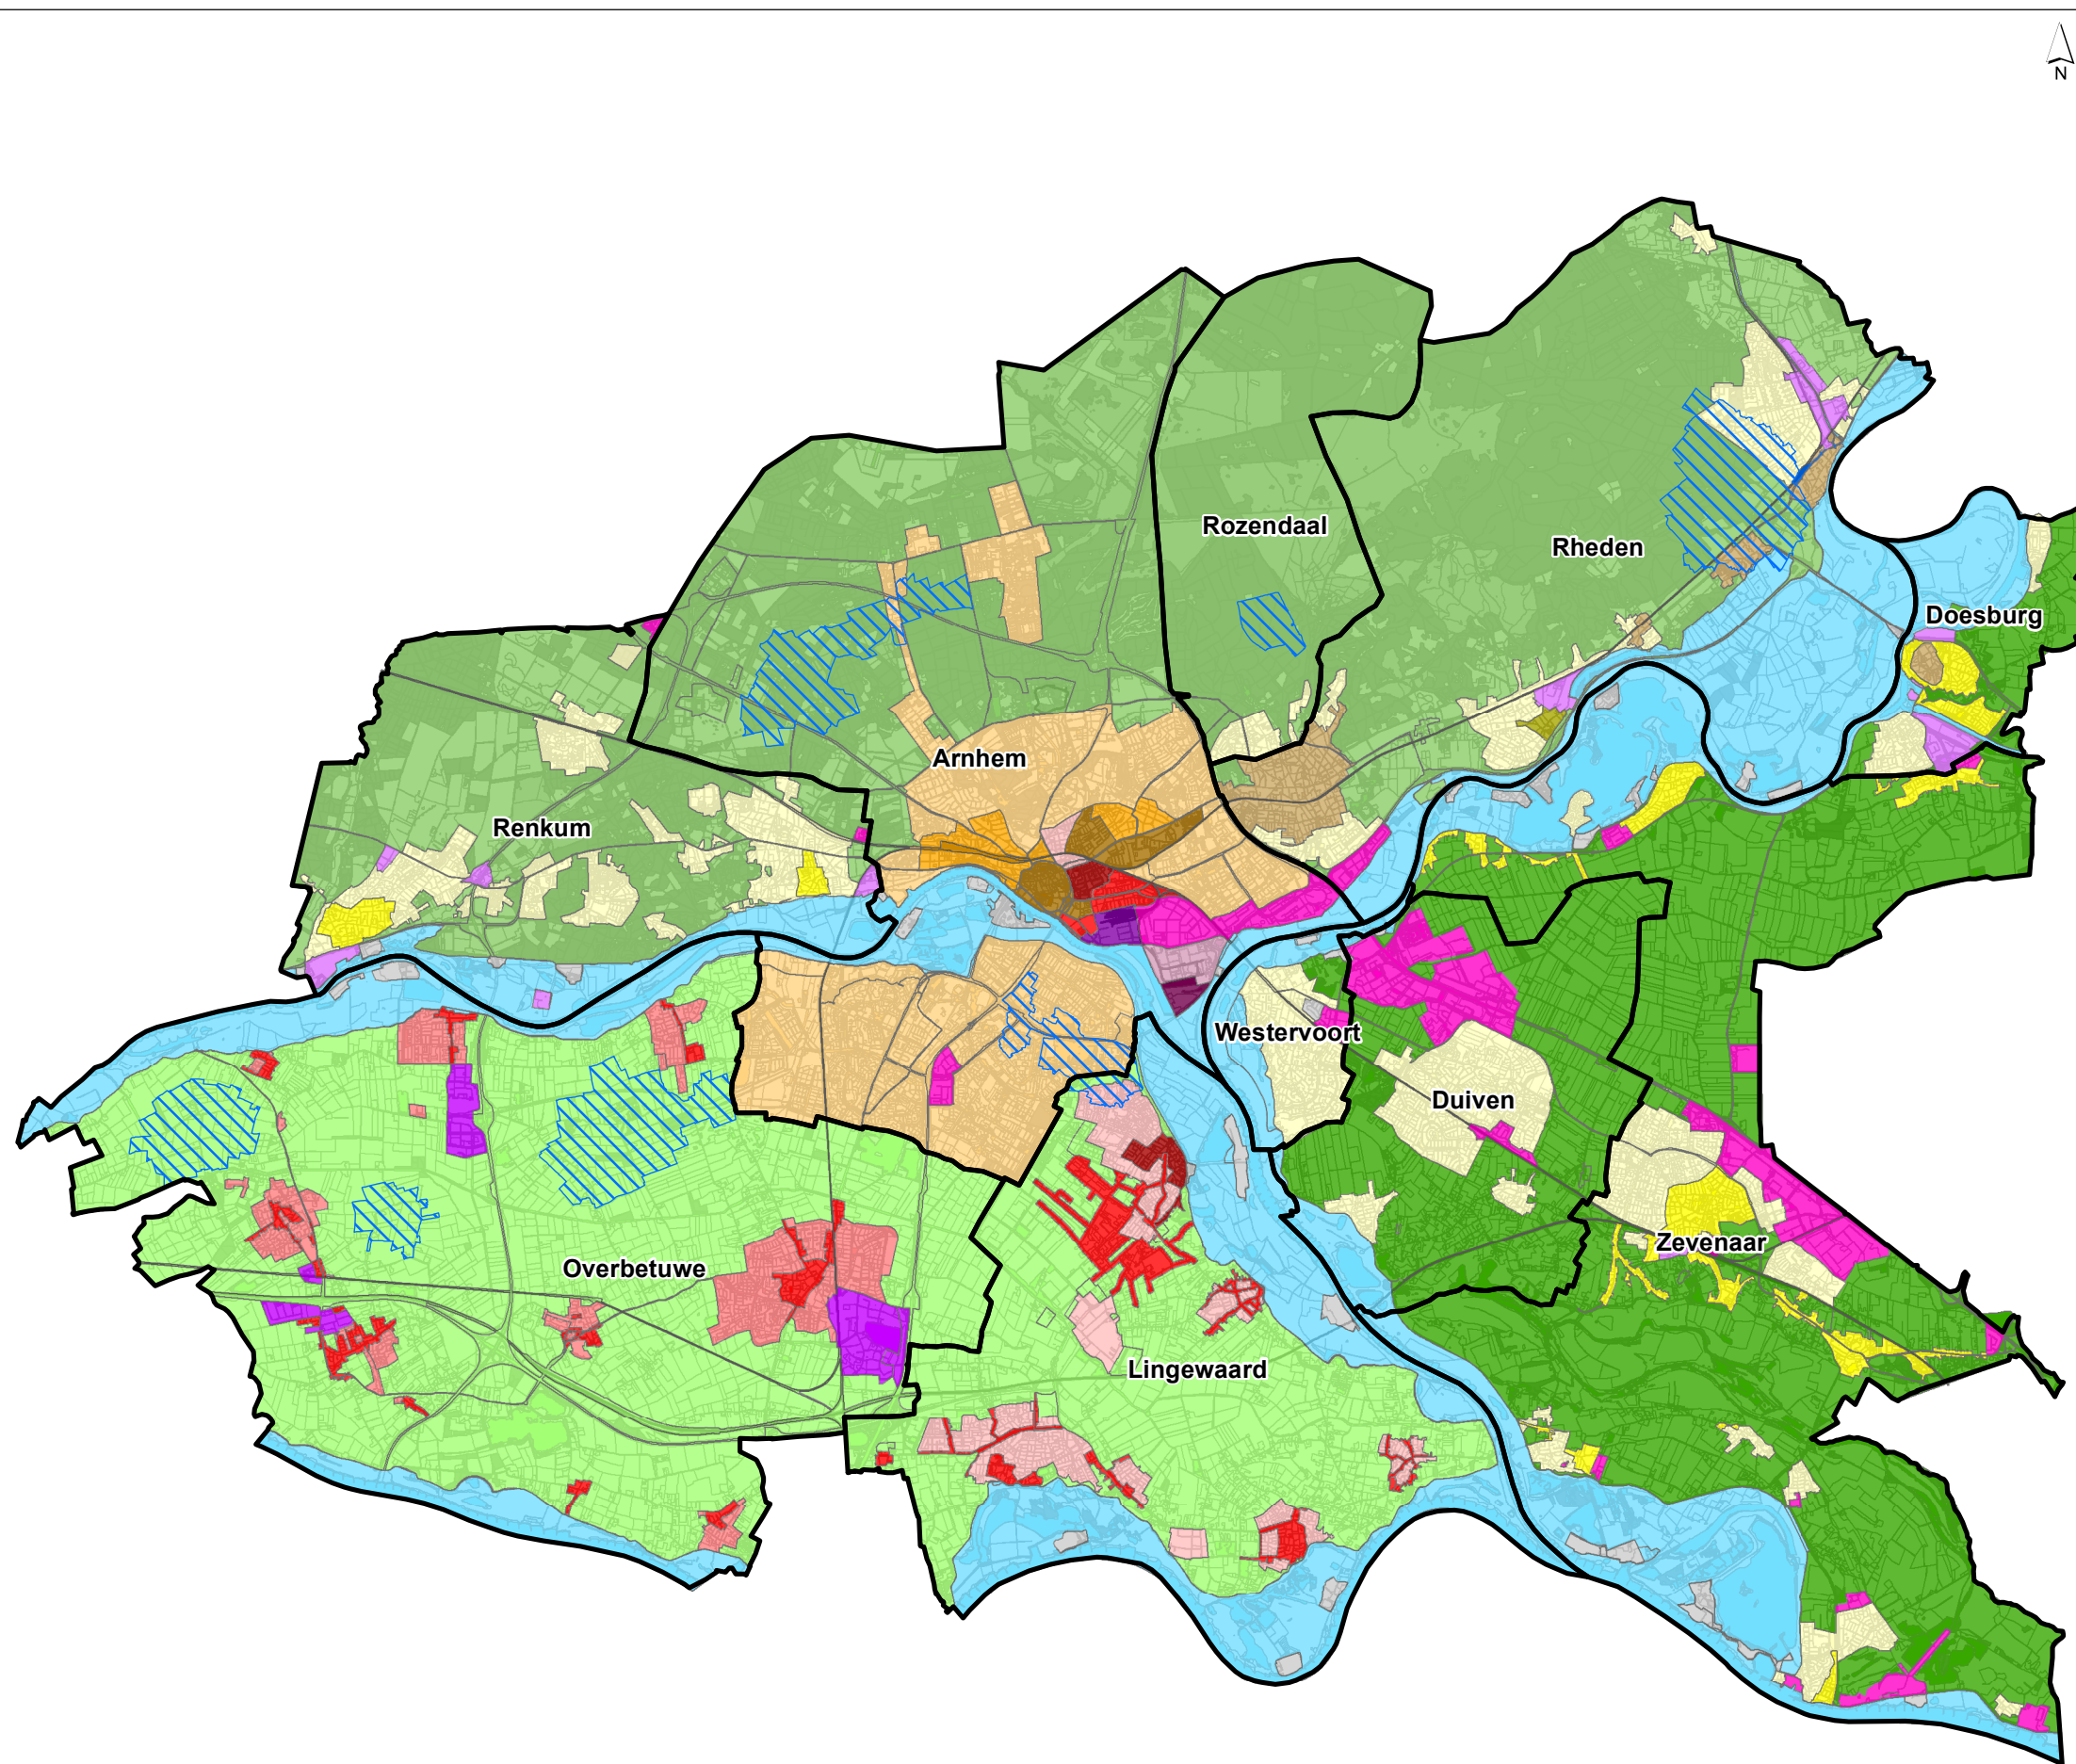 N
Rozendaal
Rheden
Doesburg
Arnhem
Renkum
Westervoort
Duiven
Zevenaar
Overbetuwe
Lingewaard